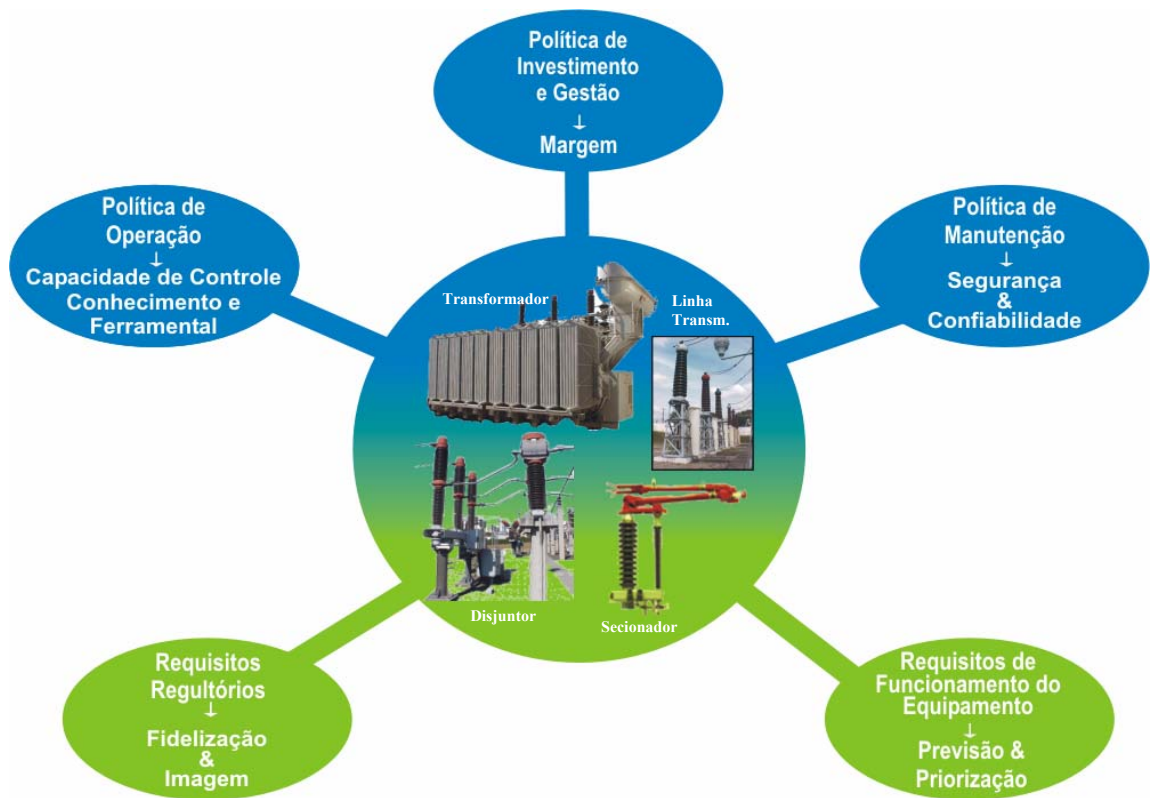 Política de
Investimento
e Gestão
↓
Margem
Política de
Operação
↓
Capacidade de Controle
Conhecimento e
Ferramental
Política de
Manutenção
↓
Segurança
&
Confiabilidade
Transformador
Linha
Transm.
Disjuntor
Secionador
Requisitos
Regultórios
↓
Fidelização
&
Imagem
Requisitos de
Funcionamento do
Equipamento
↓
Previsão &
Priorização